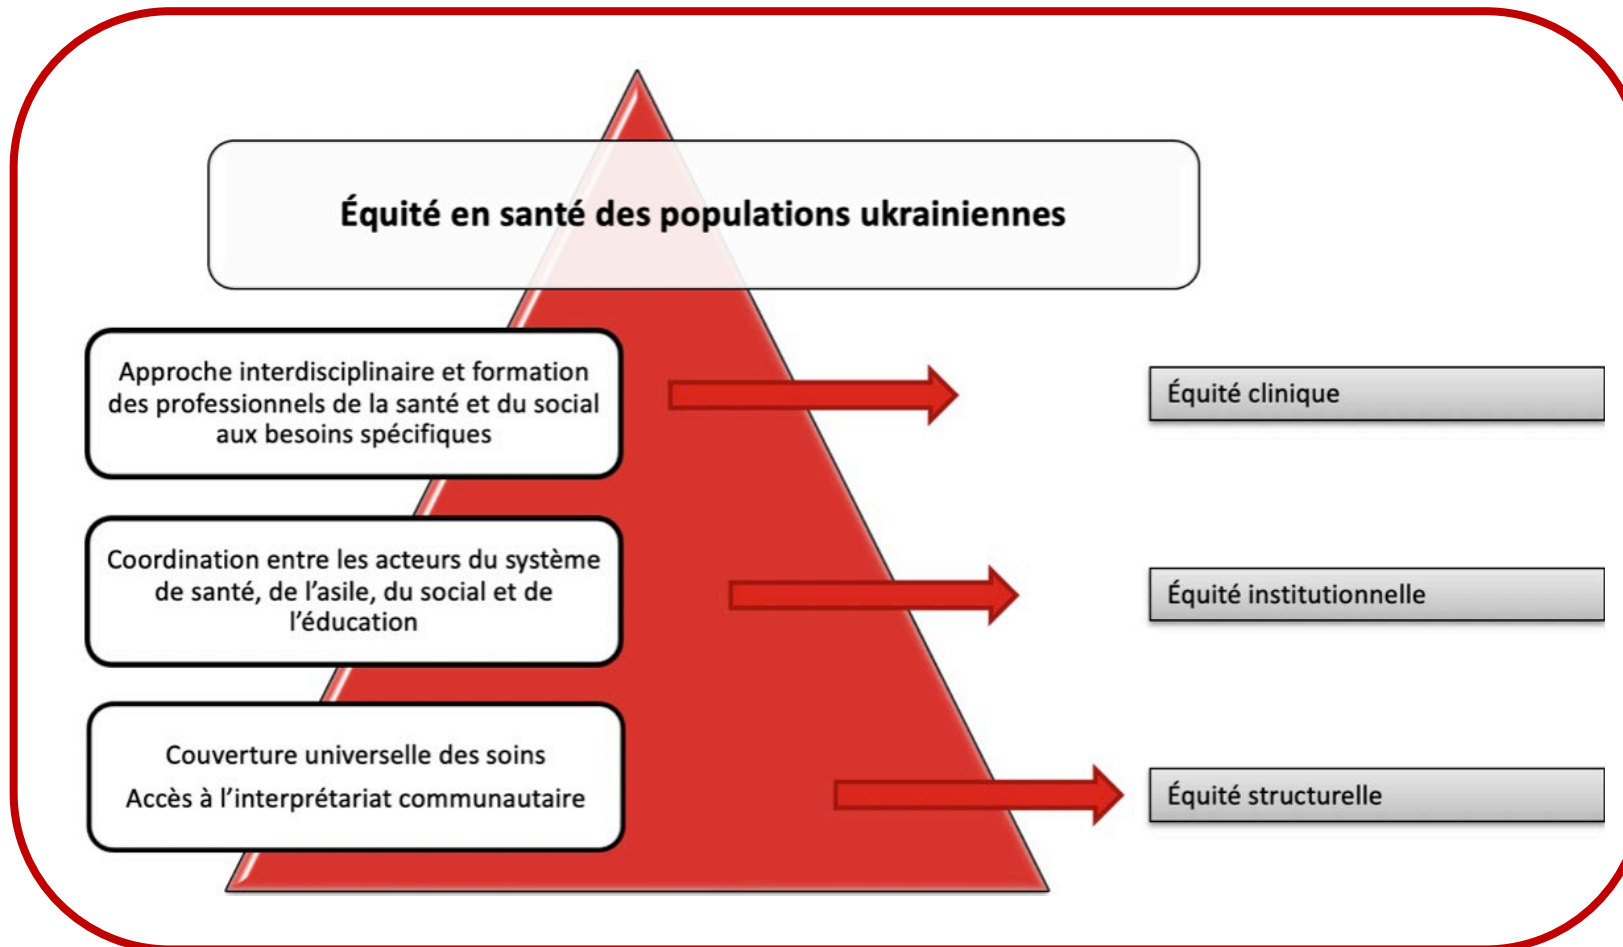 Équité en santé des populations ukrainiennes
Approche interdisciplinaire et formation
des professionnels de la santé et du social
aux besoins spécifiques
Équité clinique
Coordination entre les acteurs du système
de santé, de l'asile, du social et de
l'éducation
Équité institutionnelle
Couverture universelle des soins
Accès à l'interprétariat communautaire
Équité structurelle